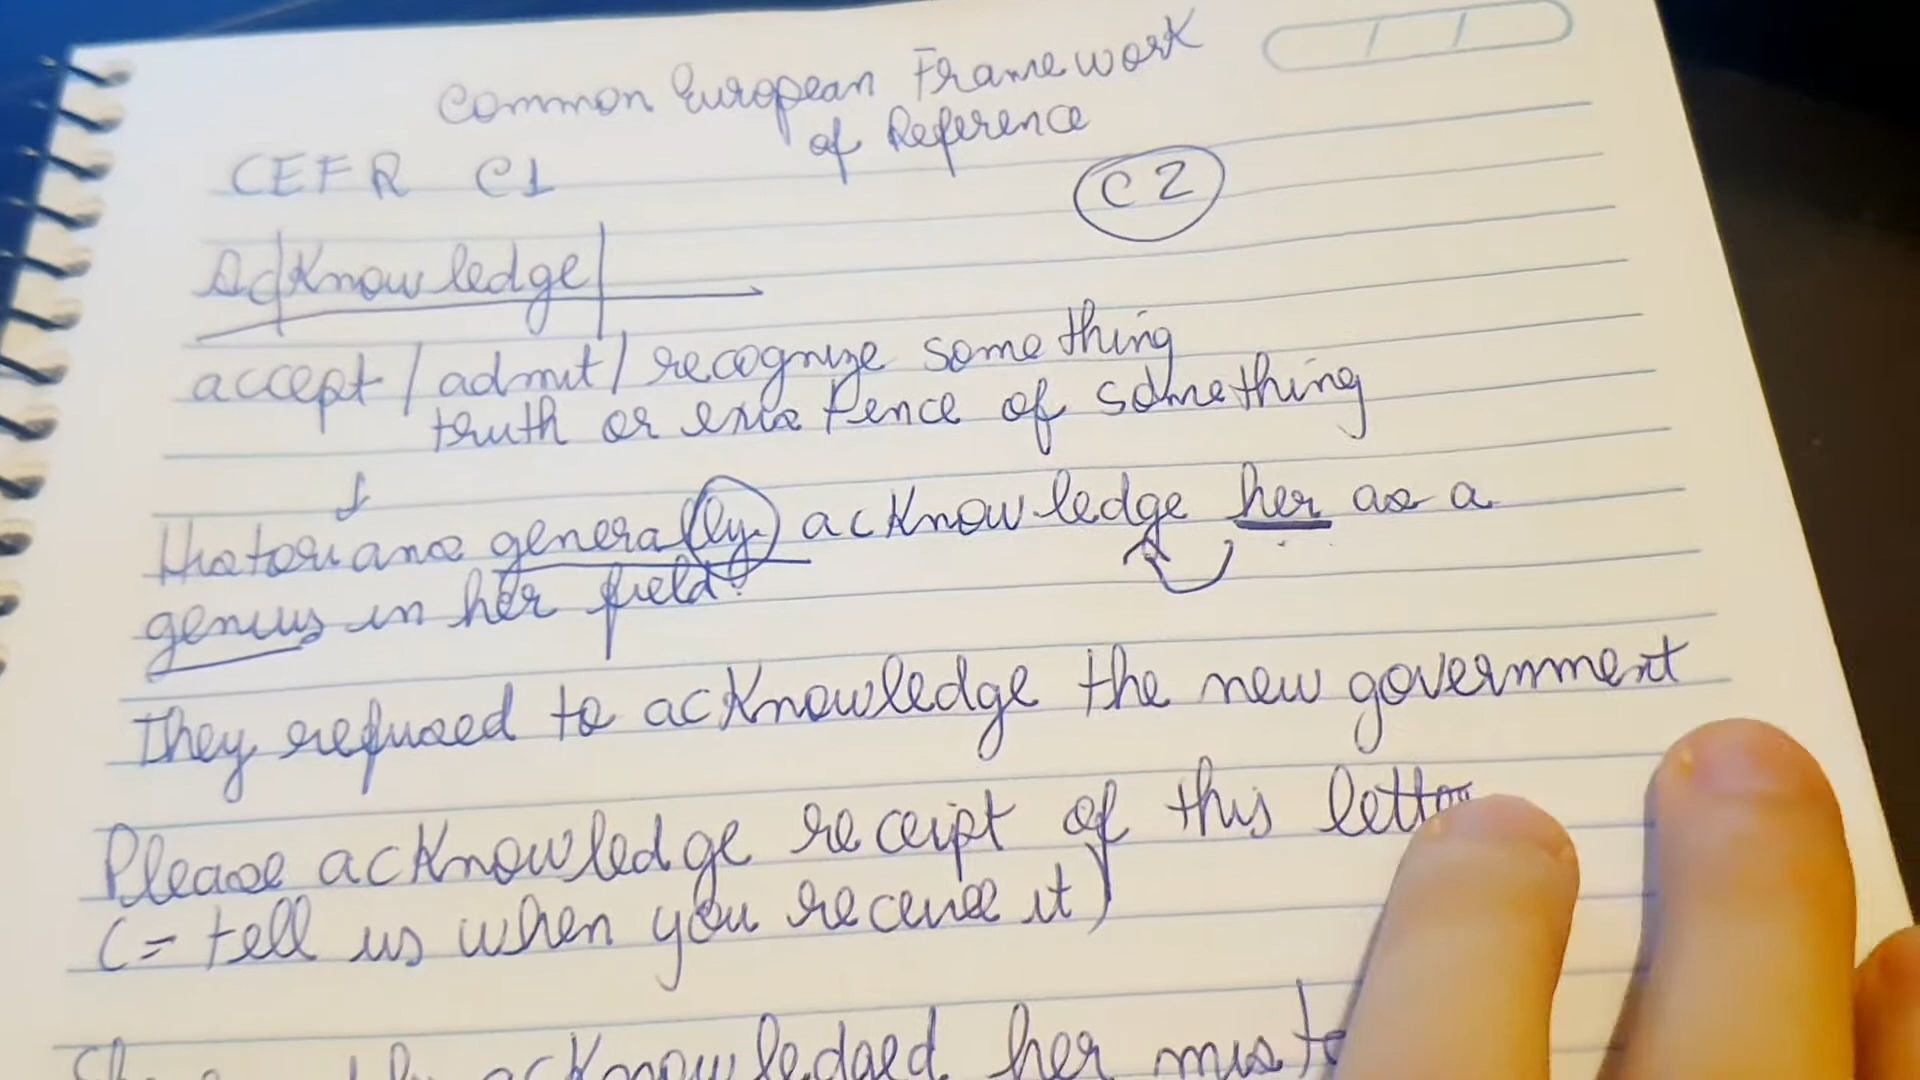 Common European Framework
of Reference
CEFR C1
C2
Acknowledge
accept / admit / recognize something
truth or existence of something
Historians generally acknowledge her as a
genius in her field.
They refused to acknowledge the new government
Please acknowledge receipt of this letter
(= tell us when you receive it)
acknowledged her